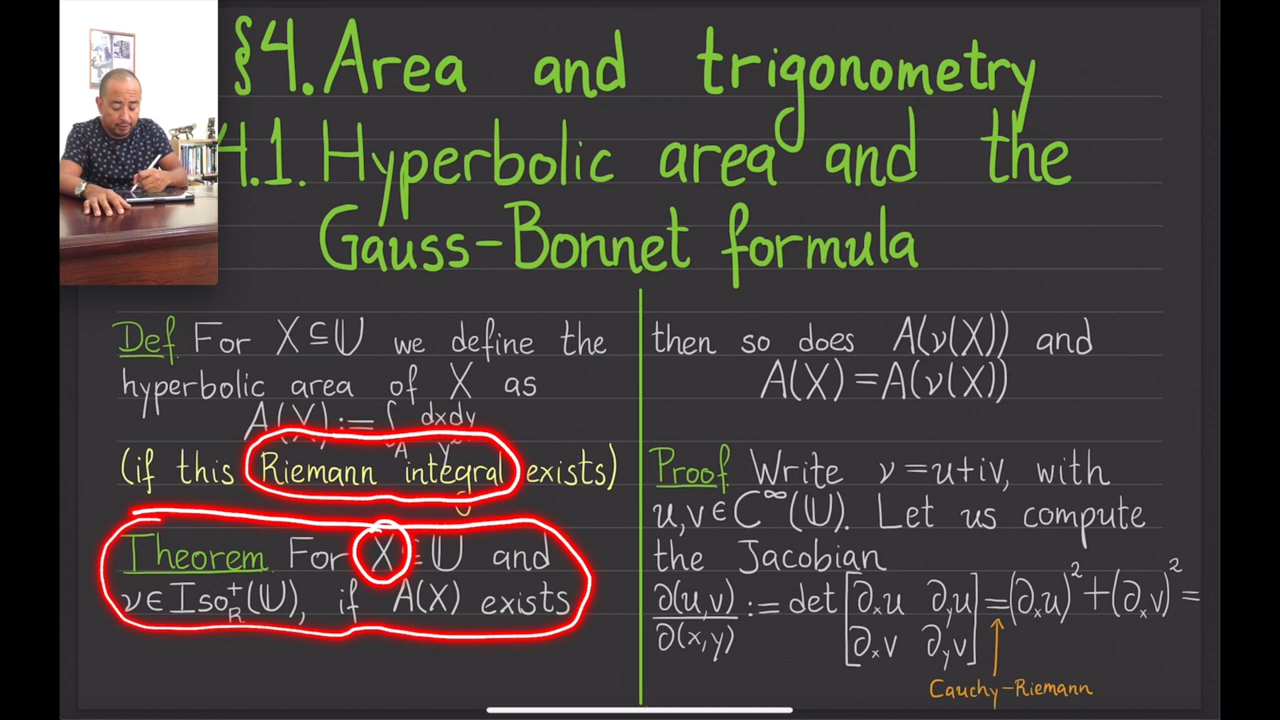 §4. Area and trigonometry
4.1. Hyperbolic area and the
Gauss-Bonnet formula
Def For X ⊆ 𝕌 we define the
hyperbolic area of X as
A(X) := ∫_A dxdy/y²
(if this Riemann integral exists)
Theorem For X ⊆ 𝕌 and
ν ∈ Iso⁺_R(𝕌), if A(X) exists
then so does A(ν(X)) and
A(X) = A(ν(X))
Proof Write ν = u+iv, with
u,v ∈ C^∞(𝕌). Let us compute
the Jacobian
∂(u,v)/∂(x,y) := det [∂ₓu ∂ᵧu; ∂ₓv ∂ᵧv] = (∂ₓu)² + (∂ₓv)² =
Cauchy-Riemann